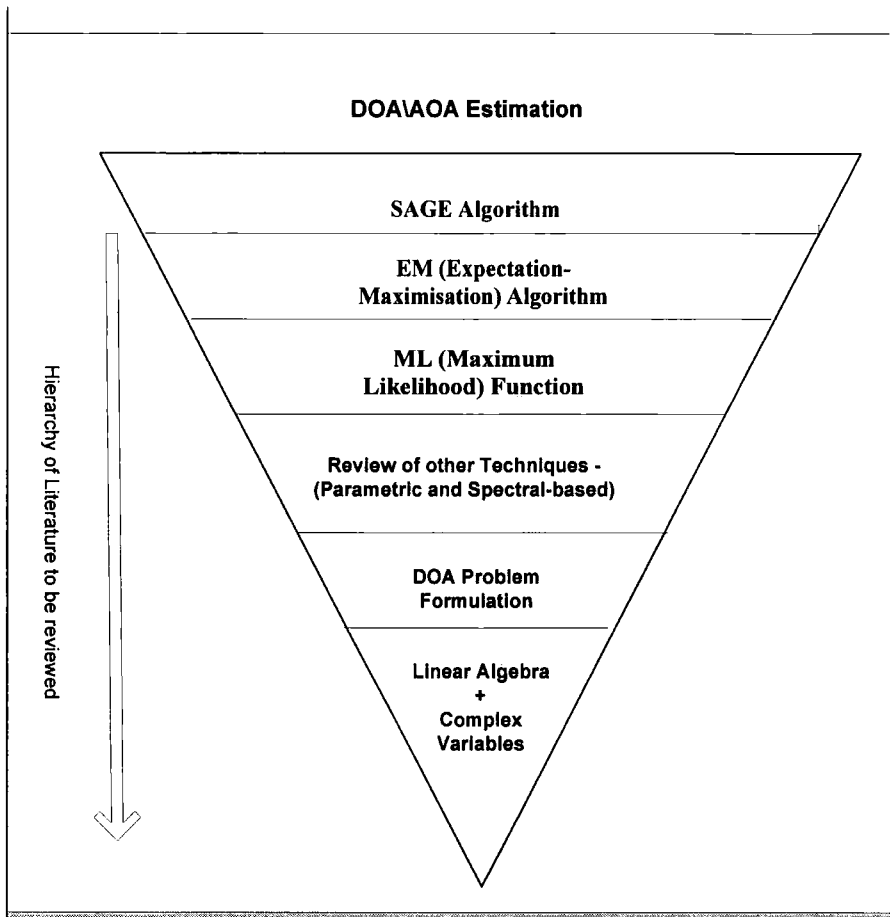 DOA\AOA Estimation
SAGE Algorithm
EM (Expectation-
Maximisation) Algorithm
ML (Maximum
Likelihood) Function
Review of other Techniques -
(Parametric and Spectral-based)
DOA Problem
Formulation
Linear Algebra
+
Complex
Variables
Hierarchy of Literature to be reviewed